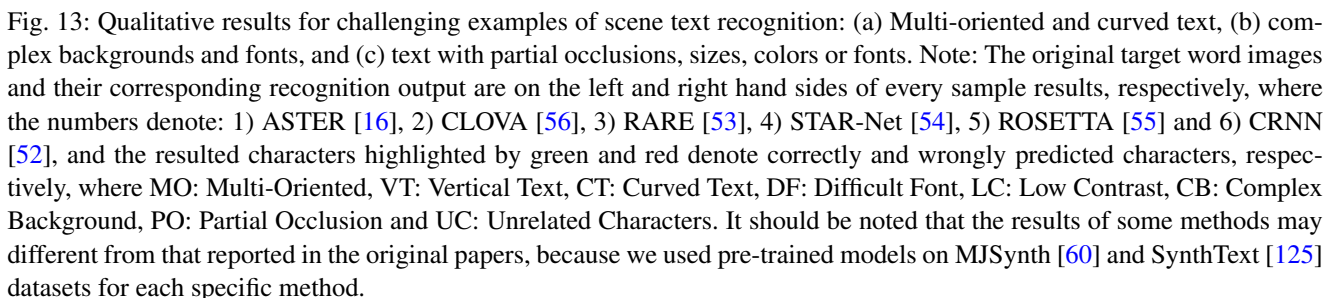 Fig. 13: Qualitative results for challenging examples of scene text recognition: (a) Multi-oriented and curved text, (b) com-
plex backgrounds and fonts, and (c) text with partial occlusions, sizes, colors or fonts. Note: The original target word images
and their corresponding recognition output are on the left and right hand sides of every sample results, respectively, where
the numbers denote: 1) ASTER [16], 2) CLOVA [56], 3) RARE [53], 4) STAR-Net [54], 5) ROSETTA [55] and 6) CRNN
[52], and the resulted characters highlighted by green and red denote correctly and wrongly predicted characters, respec-
tively, where MO: Multi-Oriented, VT: Vertical Text, CT: Curved Text, DF: Difficult Font, LC: Low Contrast, CB: Complex
Background, PO: Partial Occlusion and UC: Unrelated Characters. It should be noted that the results of some methods may
different from that reported in the original papers, because we used pre-trained models on MJSynth [60] and SynthText [125]
datasets for each specific method.